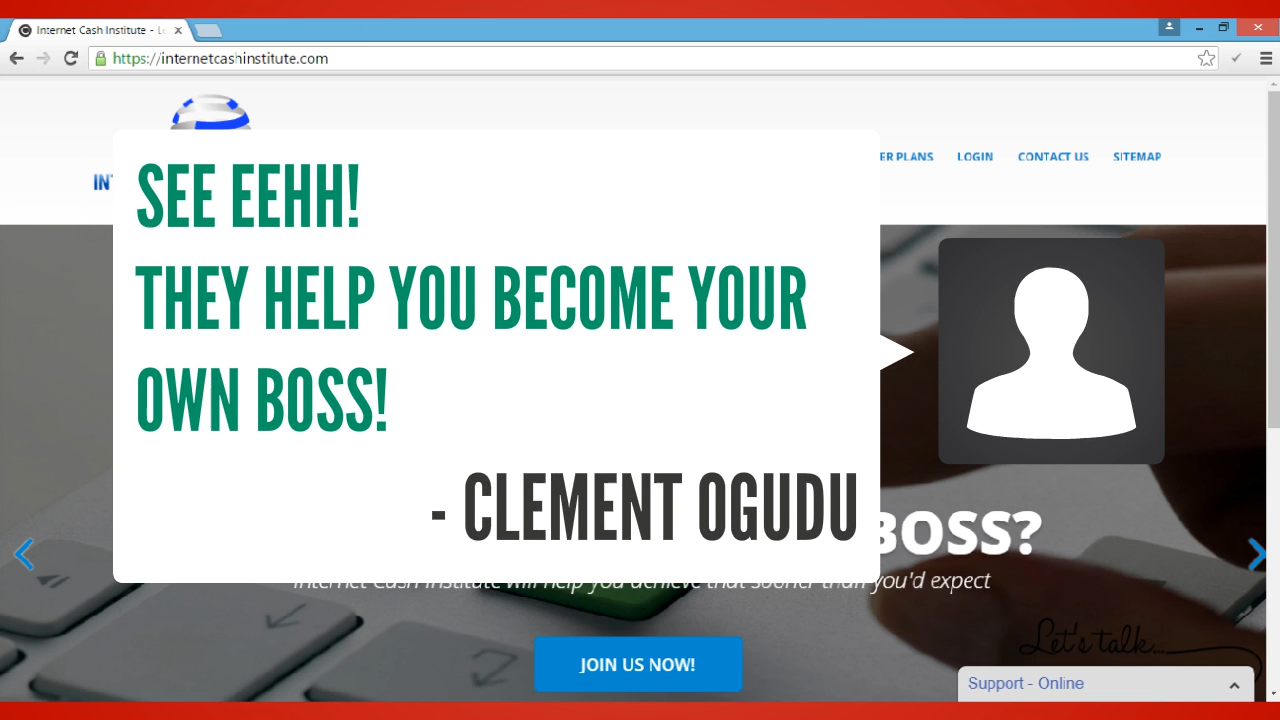 Internet Cash Institute - L
https://internetcashinstitute.com
ER PLANS LOGIN CONTACT US SITEMAP
SEE EEHH!
THEY HELP YOU BECOME YOUR
OWN BOSS!
- CLEMENT OGUDU
BOSS?
Internet Cash Institute will help you achieve that sooner than you'd expect
Let's talk...
JOIN US NOW!
Support - Online